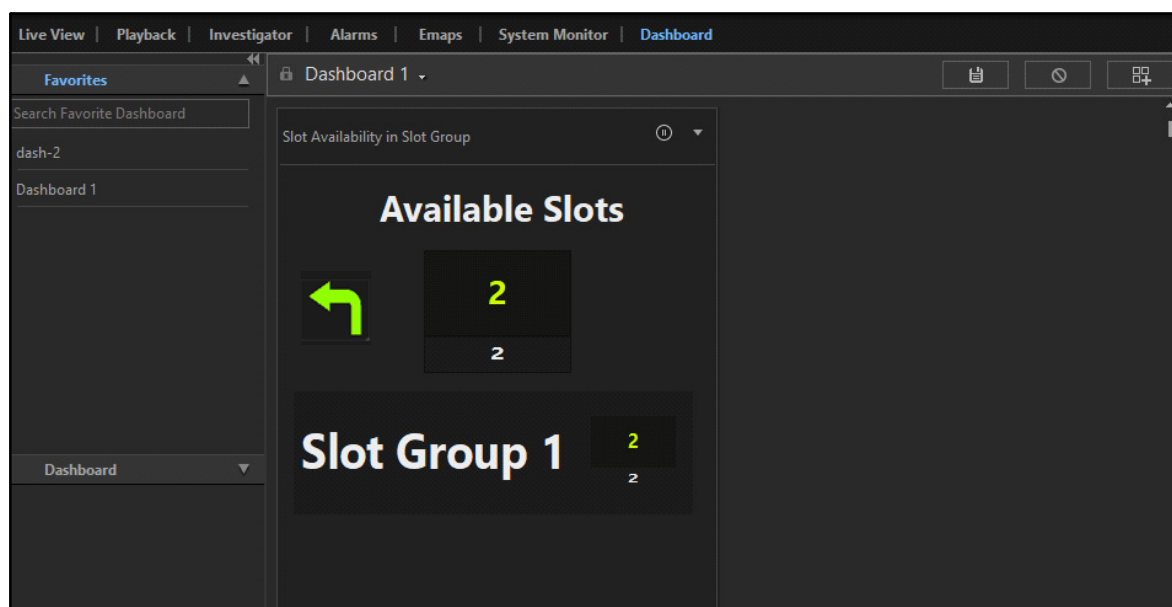 Live View | Playback | Investigator | Alarms | Emaps | System Monitor | Dashboard
Favorites
Search Favorite Dashboard
dash-2
Dashboard 1
Dashboard
Dashboard 1
Slot Availability in Slot Group
Available Slots
2
2
Slot Group 1
2
2